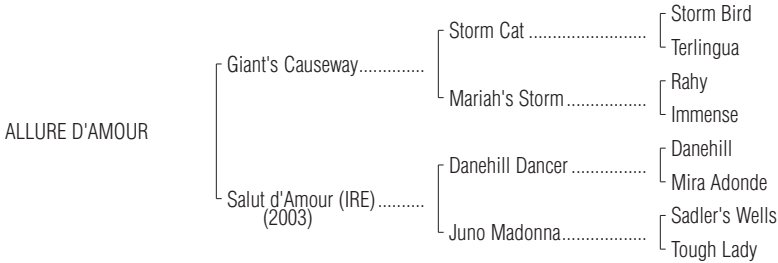 Storm Bird
Storm Cat ........................
Terlingua
Giant's Causeway..............
Rahy
Mariah's Storm ................
Immense
ALLURE D'AMOUR
Danehill
Danehill Dancer ...............
Mira Adonde
Salut d'Amour (IRE) ..........
(2003)
Sadler's Wells
Juno Madonna.................
Tough Lady